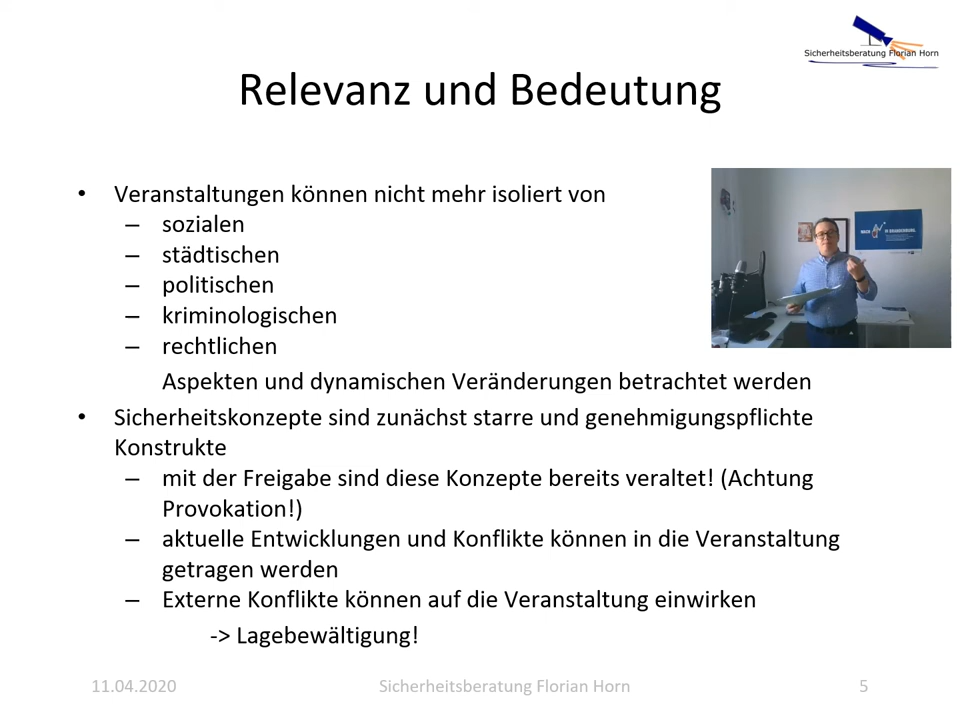 Sicherheitsberatung Florian Horn
Relevanz und Bedeutung
• Veranstaltungen können nicht mehr isoliert von
– sozialen
– städtischen
– politischen
– kriminologischen
– rechtlichen
Aspekten und dynamischen Veränderungen betrachtet werden
• Sicherheitskonzepte sind zunächst starre und genehmigungspflichte
Konstrukte
– mit der Freigabe sind diese Konzepte bereits veraltet! (Achtung
Provokation!)
– aktuelle Entwicklungen und Konflikte können in die Veranstaltung
getragen werden
– Externe Konflikte können auf die Veranstaltung einwirken
-> Lagebewältigung!
11.04.2020
Sicherheitsberatung Florian Horn
5